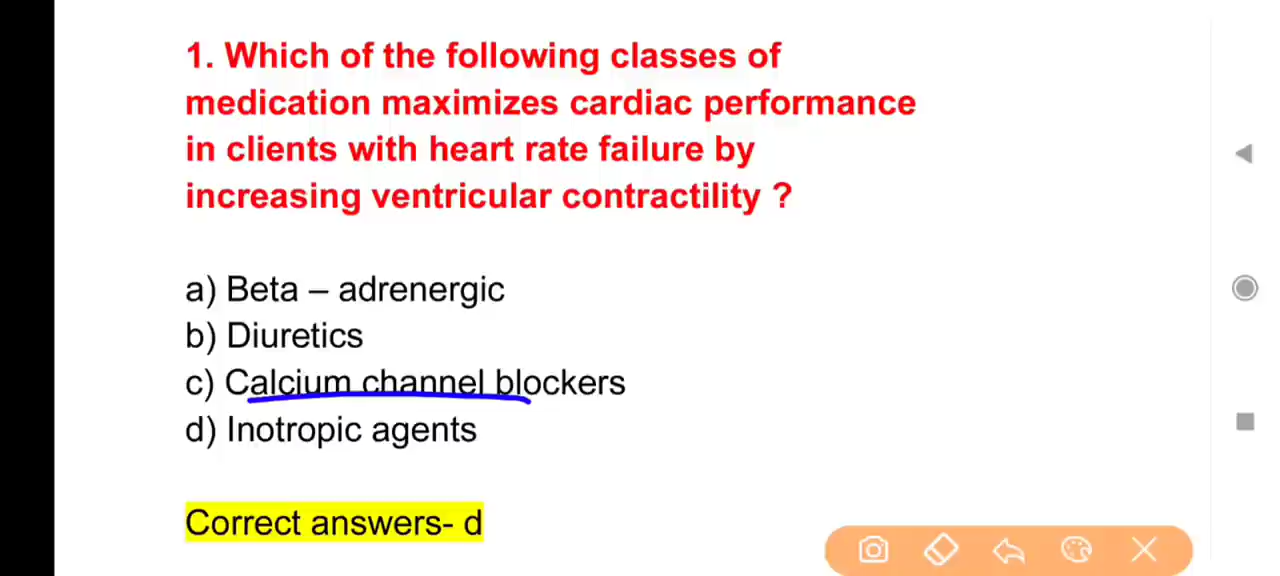 1. Which of the following classes of
medication maximizes cardiac performance
in clients with heart rate failure by
increasing ventricular contractility ?
a) Beta – adrenergic
b) Diuretics
c) Calcium channel blockers
d) Inotropic agents
Correct answers- d